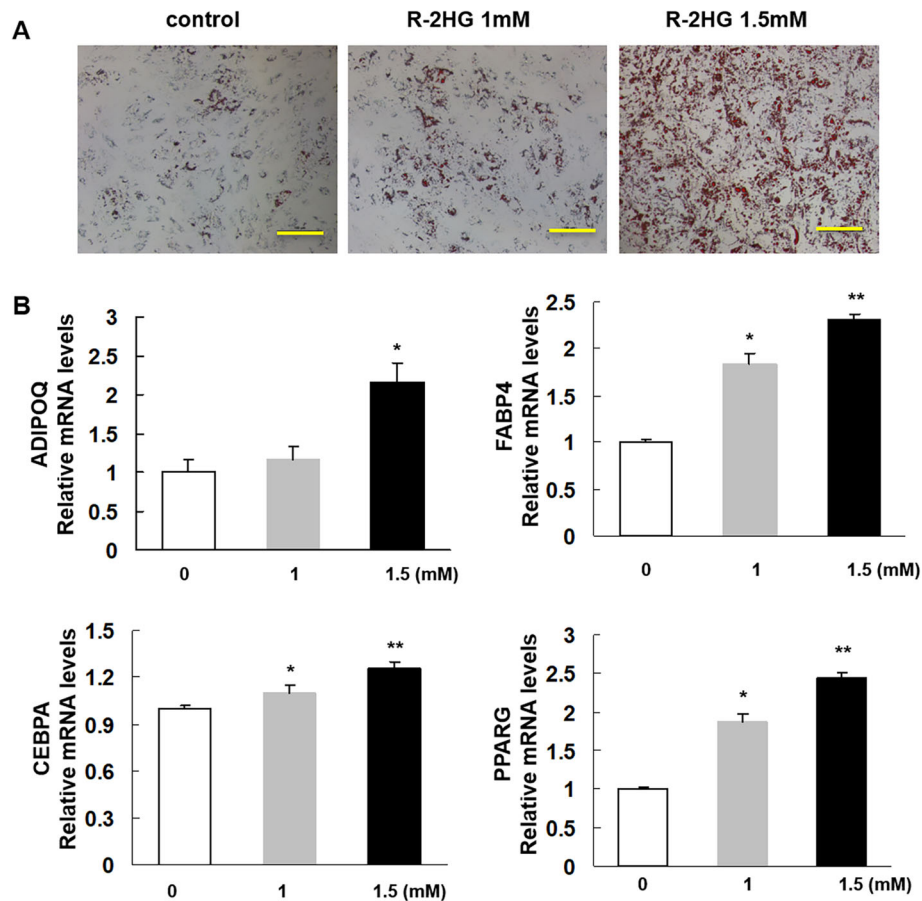 A
control
R-2HG 1mM
R-2HG 1.5mM
B
ADIPOQ
Relative mRNA levels
3
2.5
2
1.5
1
0.5
0
*
0
1
1.5 (mM)
FABP4
Relative mRNA levels
2.5
2
1.5
1
0.5
0
*
**
0
1
1.5 (mM)
CEBPA
Relative mRNA levels
1.5
1.2
0.9
0.6
0.3
0
*
**
0
1
1.5 (mM)
PPARG
Relative mRNA levels
3
2.5
2
1.5
1
0.5
0
*
**
0
1
1.5 (mM)